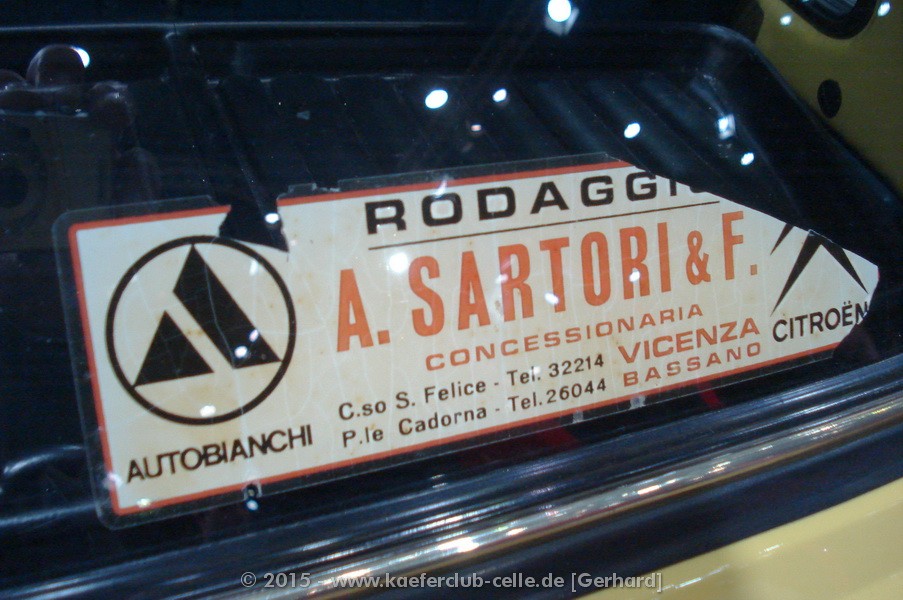 RODAGGIO
A. SARTORI & F.
CONCESSIONARIA
C.so S. Felice - Tel. 32214 VICENZA
P.le Cadorna - Tel. 26044 BASSANO
AUTOBIANCHI
CITROËN
© 2015 - www.kaeferclub-celle.de [Gerhard]